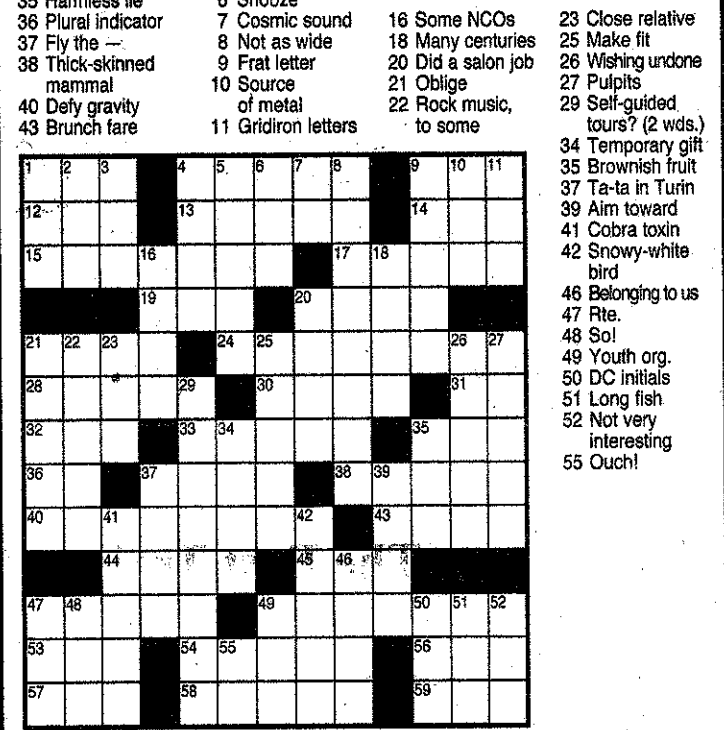 35 Harmless lie
36 Plural indicator
37 Fly the —
38 Thick-skinned
mammal
40 Defy gravity
43 Brunch fare
6 Snooze
7 Cosmic sound
8 Not as wide
9 Frat letter
10 Source
of metal
11 Gridiron letters
16 Some NCOs
18 Many centuries
20 Did a salon job
21 Oblige
22 Rock music,
to some
23 Close relative
25 Make fit
26 Wishing undone
27 Pulpits
29 Self-guided
tours? (2 wds.)
34 Temporary gift
35 Brownish fruit
37 Ta-ta in Turin
39 Aim toward
41 Cobra toxin
42 Snowy-white
bird
46 Belonging to us
47 Rte.
48 So!
49 Youth org.
50 DC initials
51 Long fish
52 Not very
interesting
55 Ouch!
1 2 3 4 5 6 7 8 9 10 11
12 13 14
15 16 17 18
19 20
21 22 23 24 25 26 27
28 29 30 31
32 33 34 35
36 37 38 39
40 41 42 43
44 45 46
47 48 49 50 51 52
53 54 55 56
57 58 59